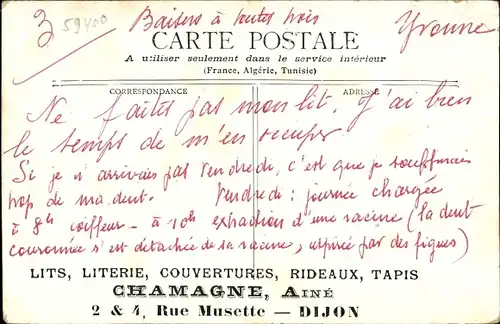 3
59400
Baisers à toutes trois
Yvonne
CARTE POSTALE
A utiliser seulement dans le service intérieur
(France, Algérie, Tunisie)
CORRESPONDANCE
ADRESSE
Ne faites pas mon lit. J'ai bien
le temps de m'en occuper
Si je n'arrivais pas Vendredi, c'est que je souffrirais
trop de ma dent. Vendredi : journée chargée
à 8h coiffeur - à 10h extraction d'une racine (la dent
couronnée s'est détachée de sa racine, aspirée par des figues)
LITS, LITERIE, COUVERTURES, RIDEAUX, TAPIS
CHAMAGNE, AINÉ
2 & 4, Rue Musette — DIJON